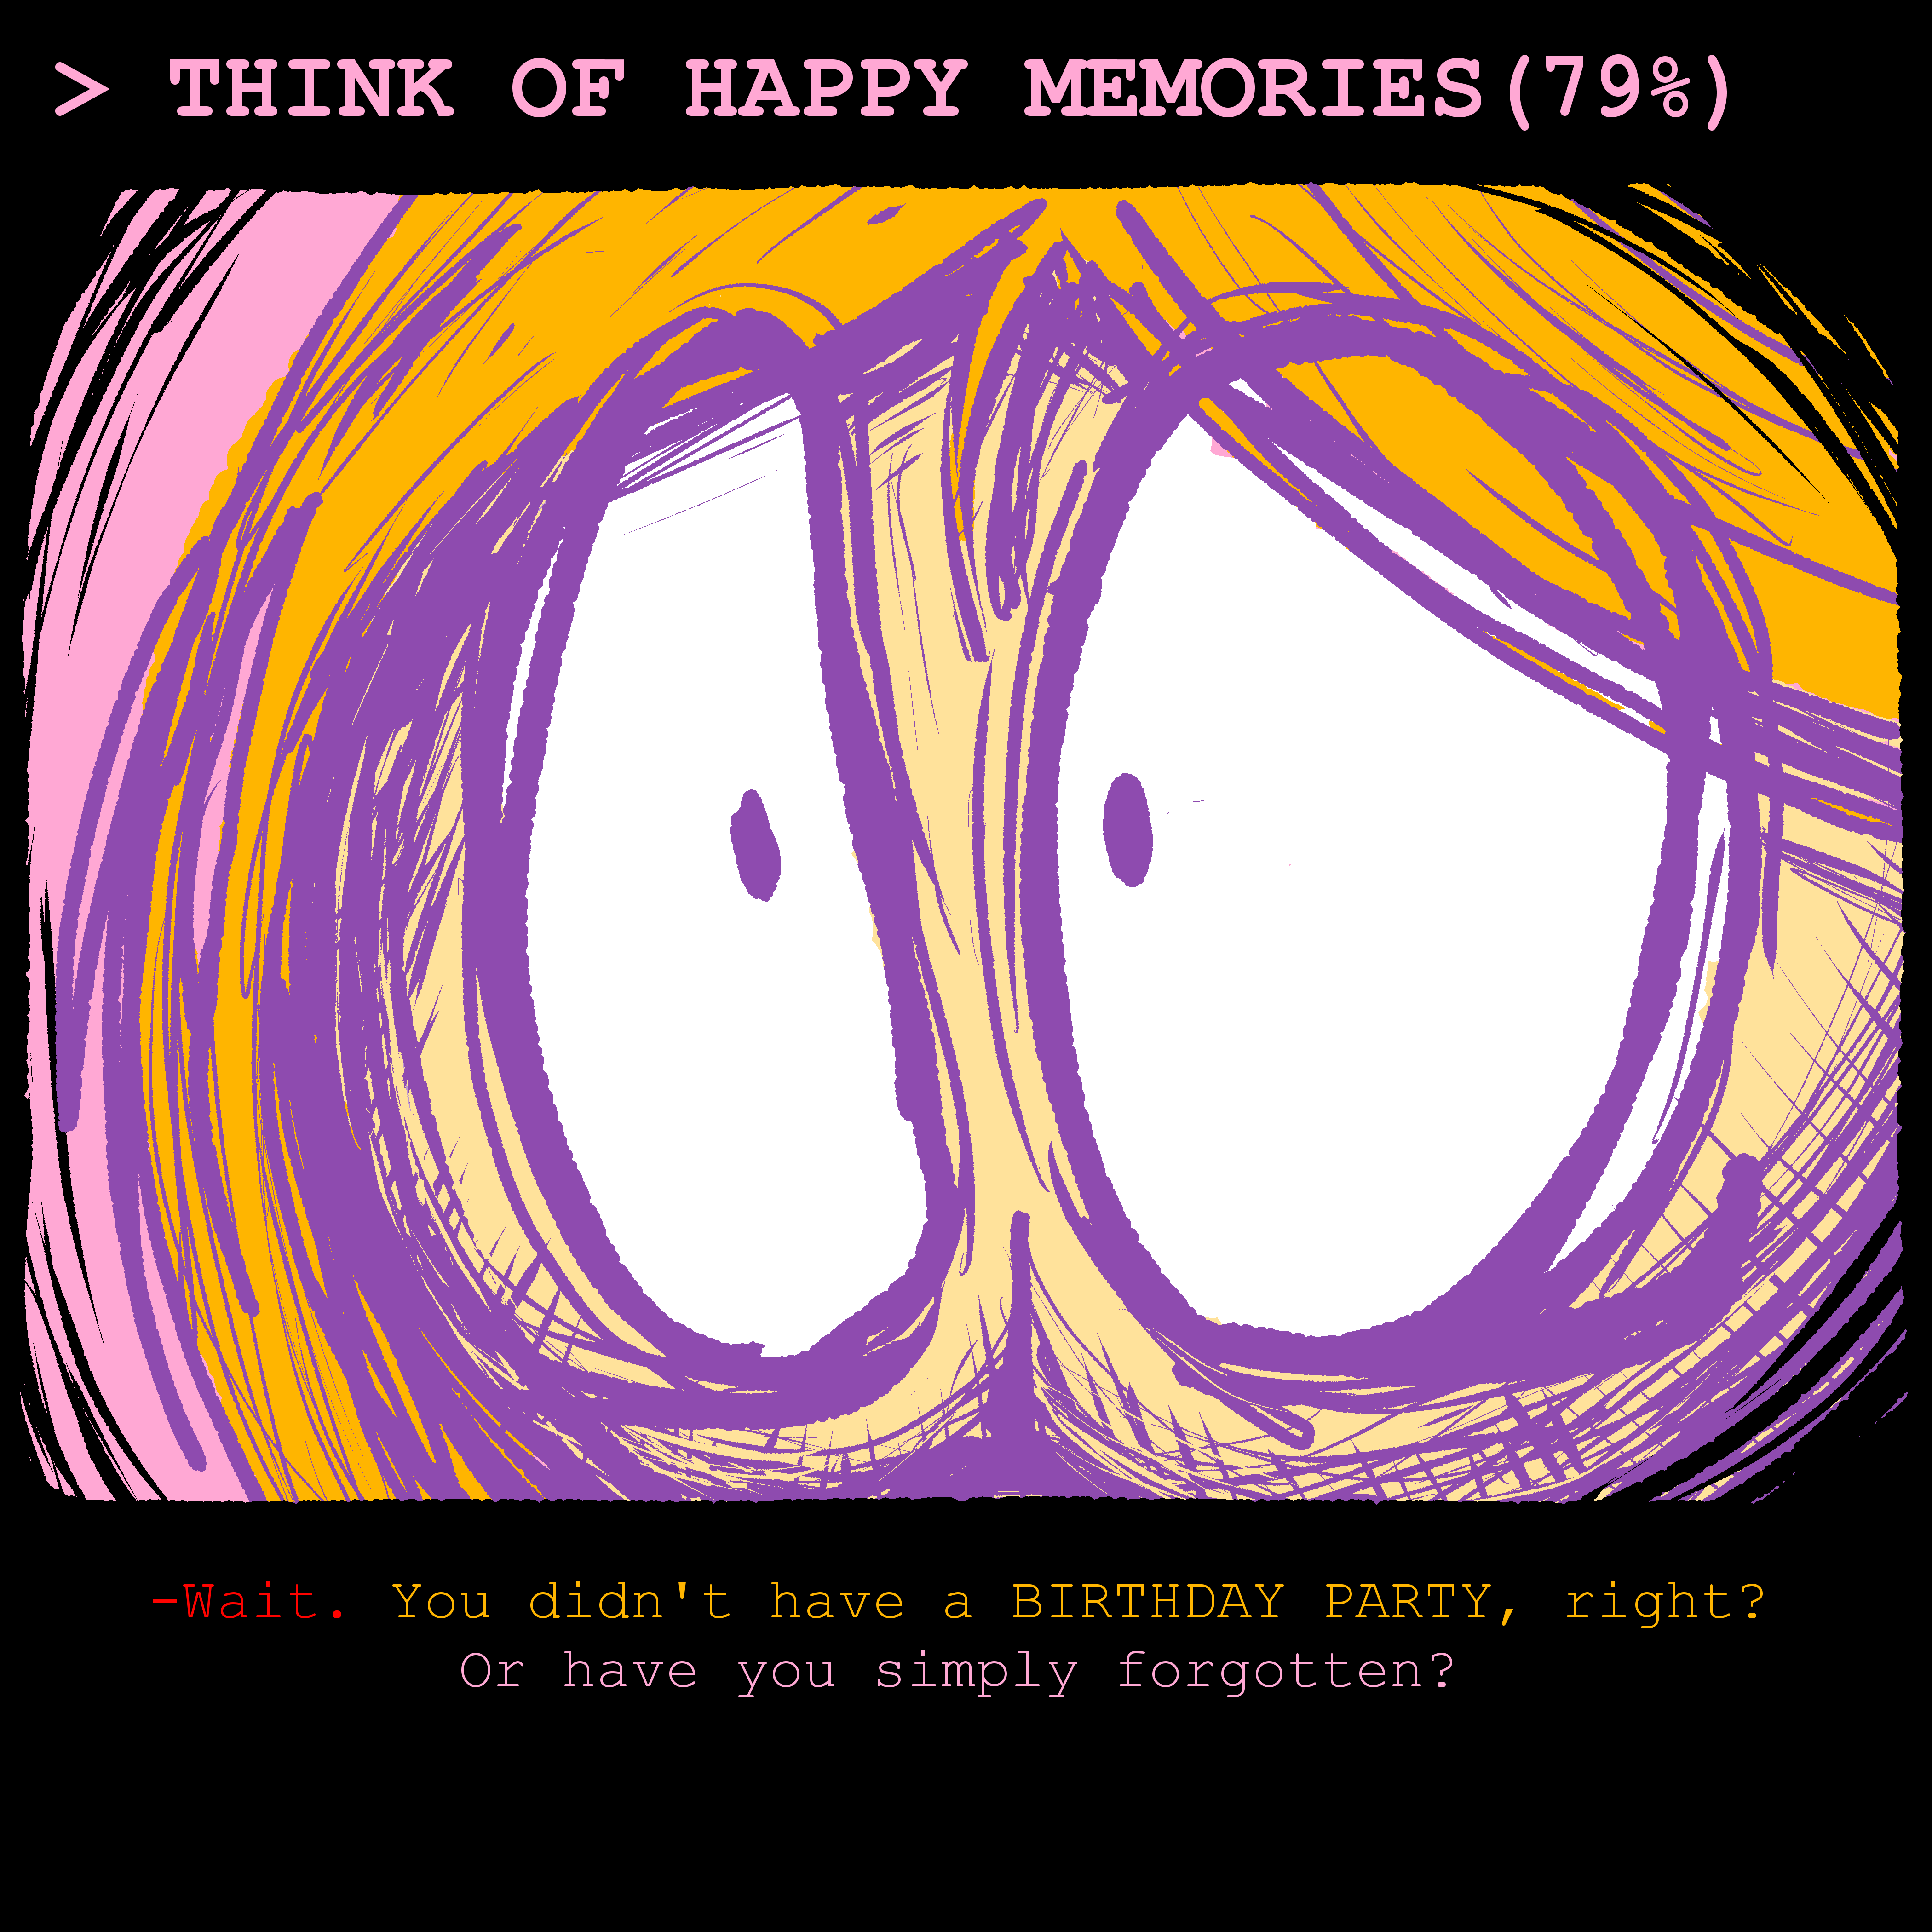 > THINK OF HAPPY MEMORIES(79%)
-Wait. You didn't have a BIRTHDAY PARTY, right?
Or have you simply forgotten?